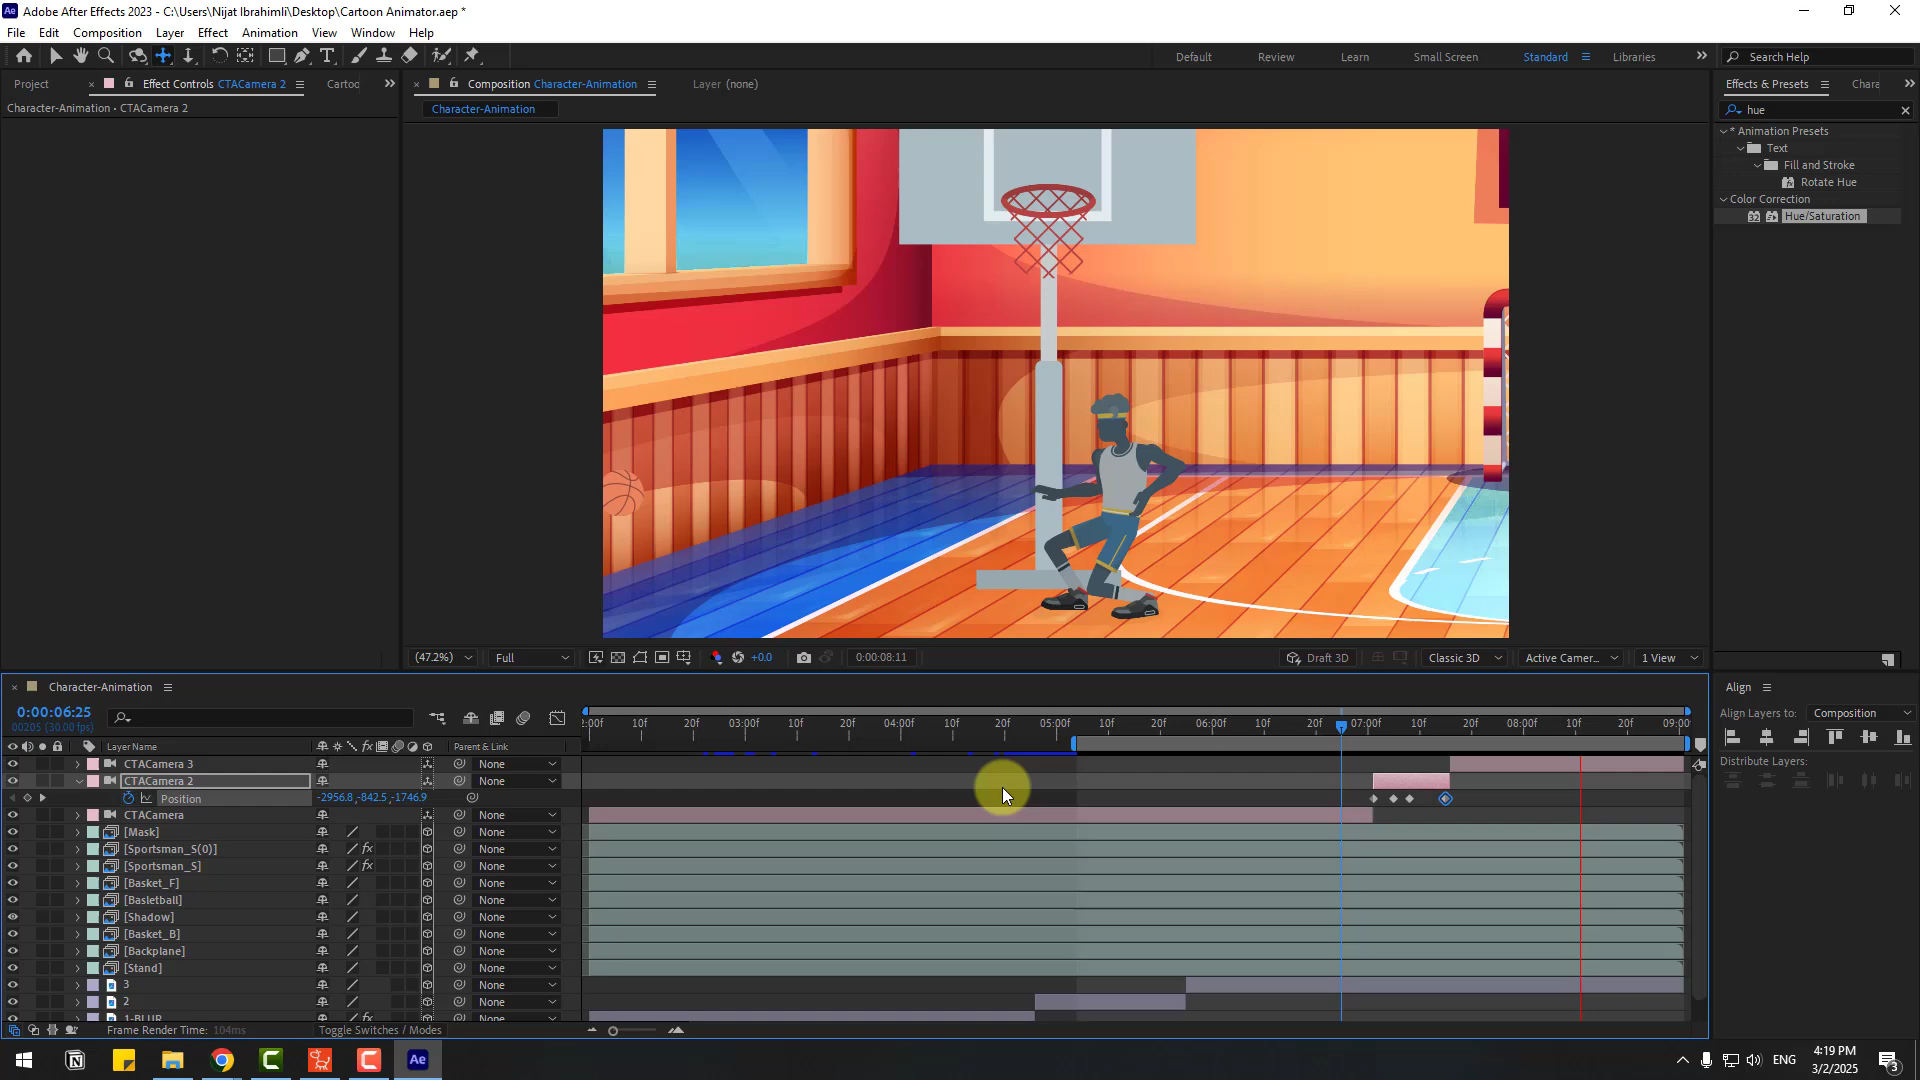 Adobe After Effects 2023 - C:\Users\Nijat Ibrahimli\Desktop\Cartoon Animator.aep *
File Edit Composition Layer Effect Animation View Window Help
Default Review Learn Small Screen Standard Libraries Search Help
Project Effect Controls CTACamera 2 Cartoo Composition Character-Animation Layer (none) Effects & Presets Chara
Character-Animation • CTACamera 2
Character-Animation
hue
* Animation Presets
Text
Fill and Stroke
Rotate Hue
Color Correction
Hue/Saturation
(47.2%) Full +0.0 0:00:08:11 Draft 3D Classic 3D Active Camer... 1 View
Character-Animation
Align
0:00:06:25
00205 (30.00 fps)
Align Layers to: Composition
2:00f 10f 20f 03:00f 10f 20f 04:00f 10f 20f 05:00f 10f 20f 06:00f 10f 20f 07:00f 10f 20f 08:00f 10f 20f 09:00
Layer Name Parent & Link
Distribute Layers:
CTACamera 3 None
CTACamera 2 None
Position -2956.8,-842.5,-1746.9
CTACamera None
[Mask] None
[Sportsman_S(0)] None
[Sportsman_S] None
[Basket_F] None
[Basletball] None
[Shadow] None
[Basket_B] None
[Backplane] None
[Stand] None
3 None
2 None
1-BLUR
Frame Render Time: 104ms Toggle Switches / Modes
ENG
4:19 PM
3/2/2025
3